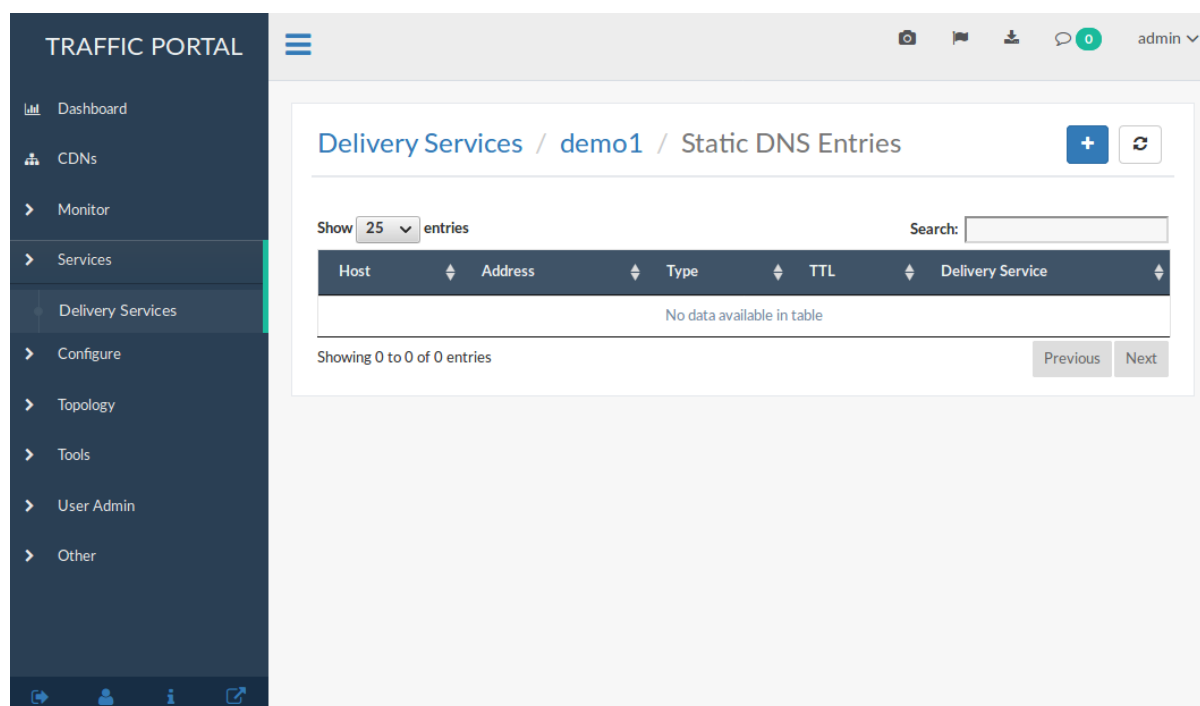 TRAFFIC PORTAL
0 admin
Dashboard
CDNs
Monitor
Services
Delivery Services
Configure
Topology
Tools
User Admin
Other
Delivery Services / demo1 / Static DNS Entries
Show 25 entries Search:
Host Address Type TTL Delivery Service
No data available in table
Showing 0 to 0 of 0 entries Previous Next